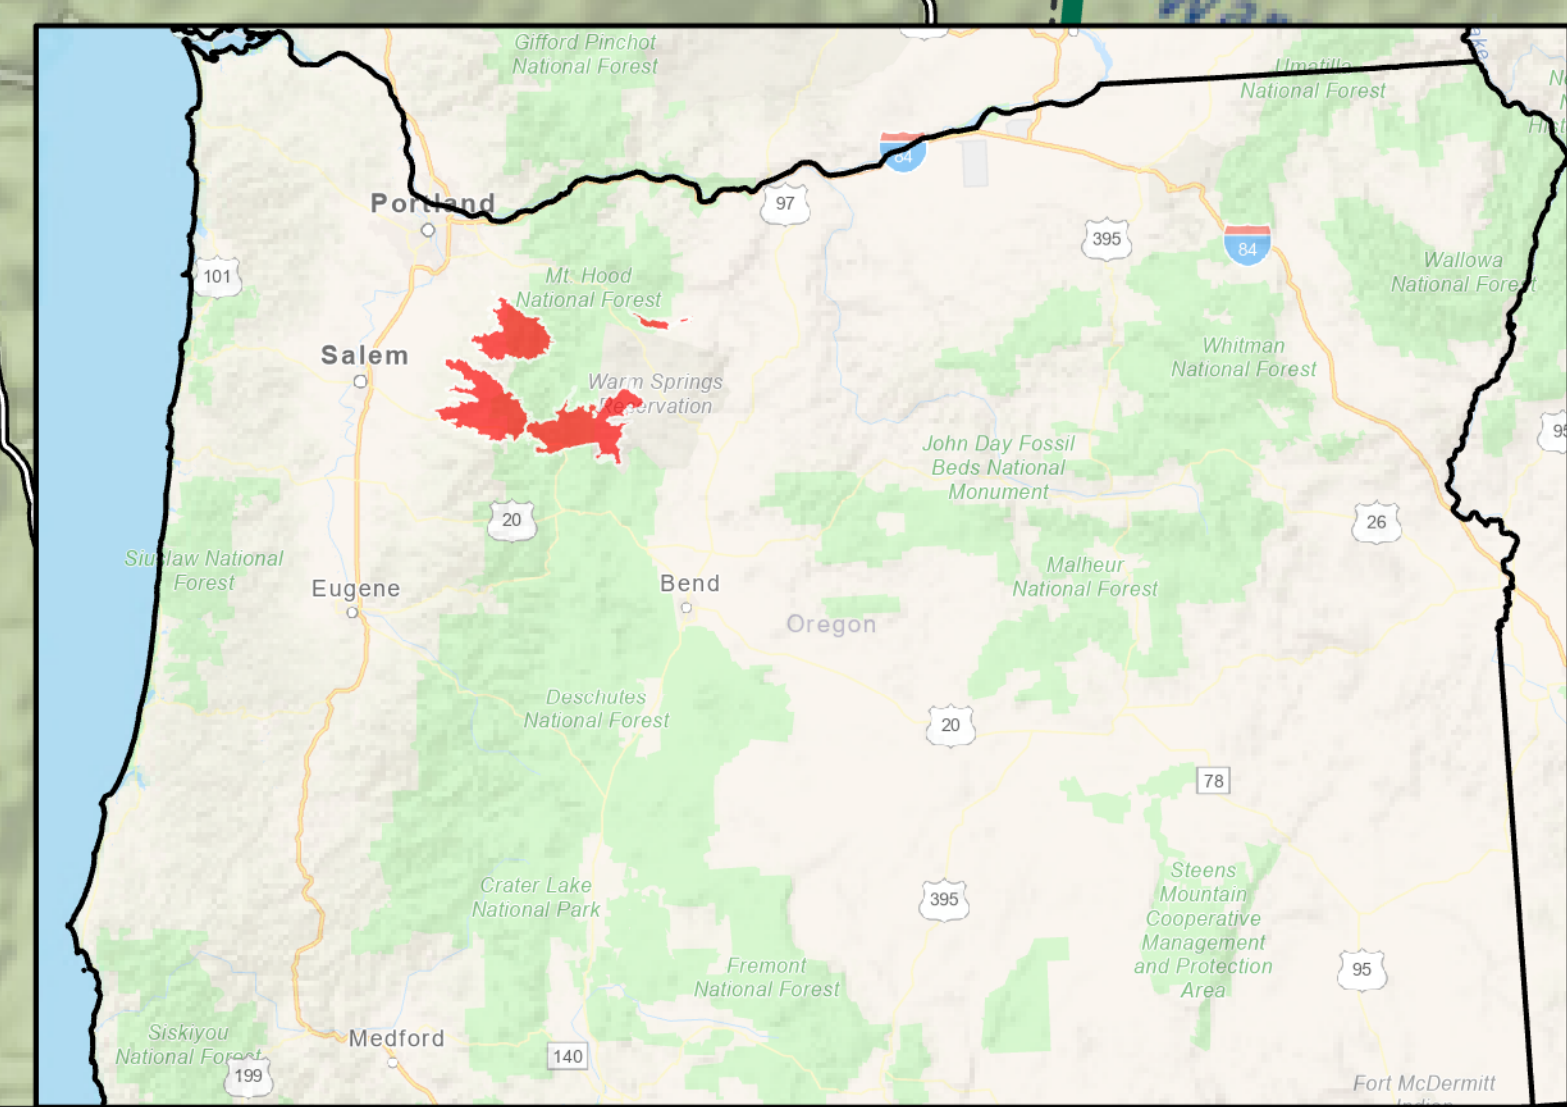 Gifford Pinchot
National Forest
Umatilla
National Forest
84
Portland
97
395
84
101
Mt. Hood
National Forest
Wallowa
National Forest
Salem
Whitman
National Forest
Warm Springs
Reservation
95
John Day Fossil
Beds National
Monument
20
26
Siuslaw National
Forest
Eugene
Bend
Malheur
National Forest
Oregon
Deschutes
National Forest
20
78
Crater Lake
National Park
395
Steens
Mountain
Cooperative
Management
and Protection
Area
Fremont
National Forest
95
Siskiyou
National Forest
Medford
140
199
Fort McDermitt